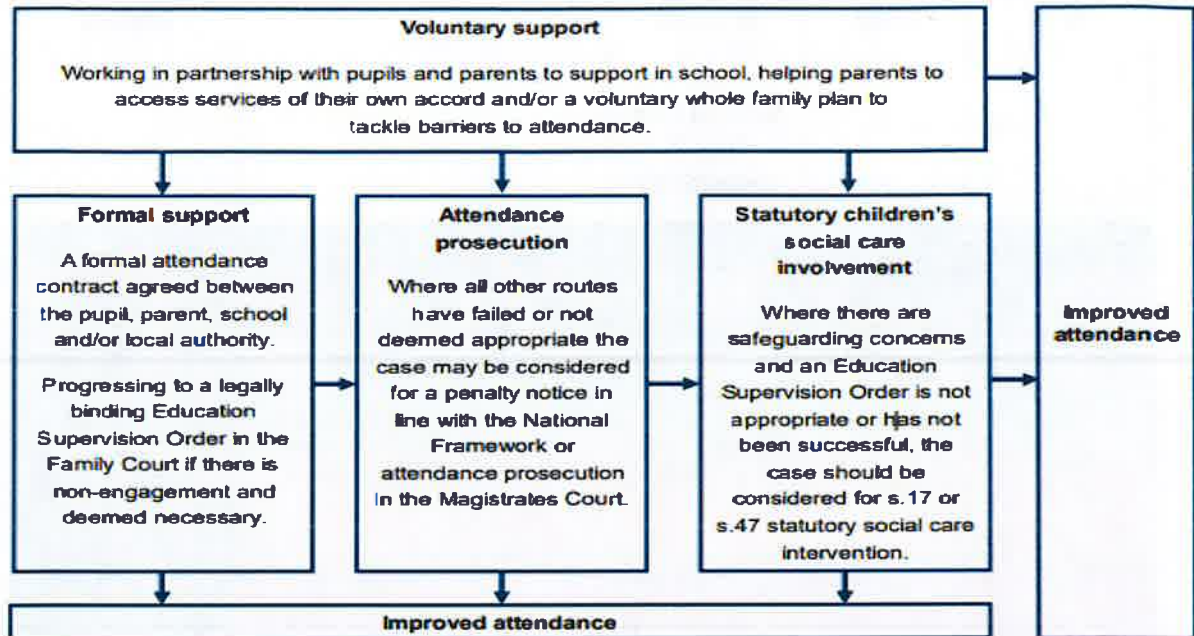 Voluntary support
Working in partnership with pupils and parents to support in school, helping parents to
access services of their own accord and/or a voluntary whole family plan to
tackle barriers to attendance.
Formal support
A formal attendance
contract agreed between
the pupil, parent, school
and/or local authority.
Progressing to a legally
binding Education
Supervision Order in the
Family Court if there is
non-engagement and
deemed necessary.
Attendance
prosecution
Where all other routes
have failed or not
deemed appropriate the
case may be considered
for a penalty notice in
line with the National
Framework or
attendance prosecution
in the Magistrates Court.
Statutory children's
social care
involvement
Where there are
safeguarding concerns
and an Education
Supervision Order is not
appropriate or has not
been successful, the
case should be
considered for s.17 or
s.47 statutory social care
intervention.
Improved
attendance
Improved attendance